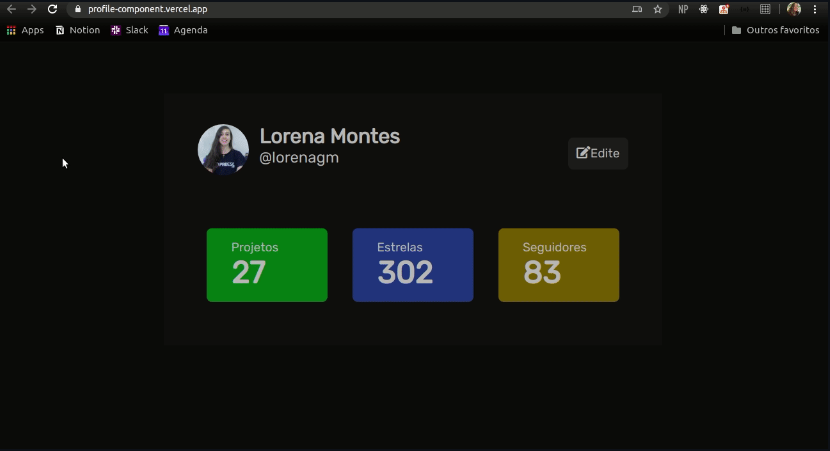 profile-component.vercel.app
NP
Apps
Notion
Slack
11
Agenda
Outros favoritos
Lorena Montes
@lorenagm
Edite
Projetos
27
Estrelas
302
Seguidores
83